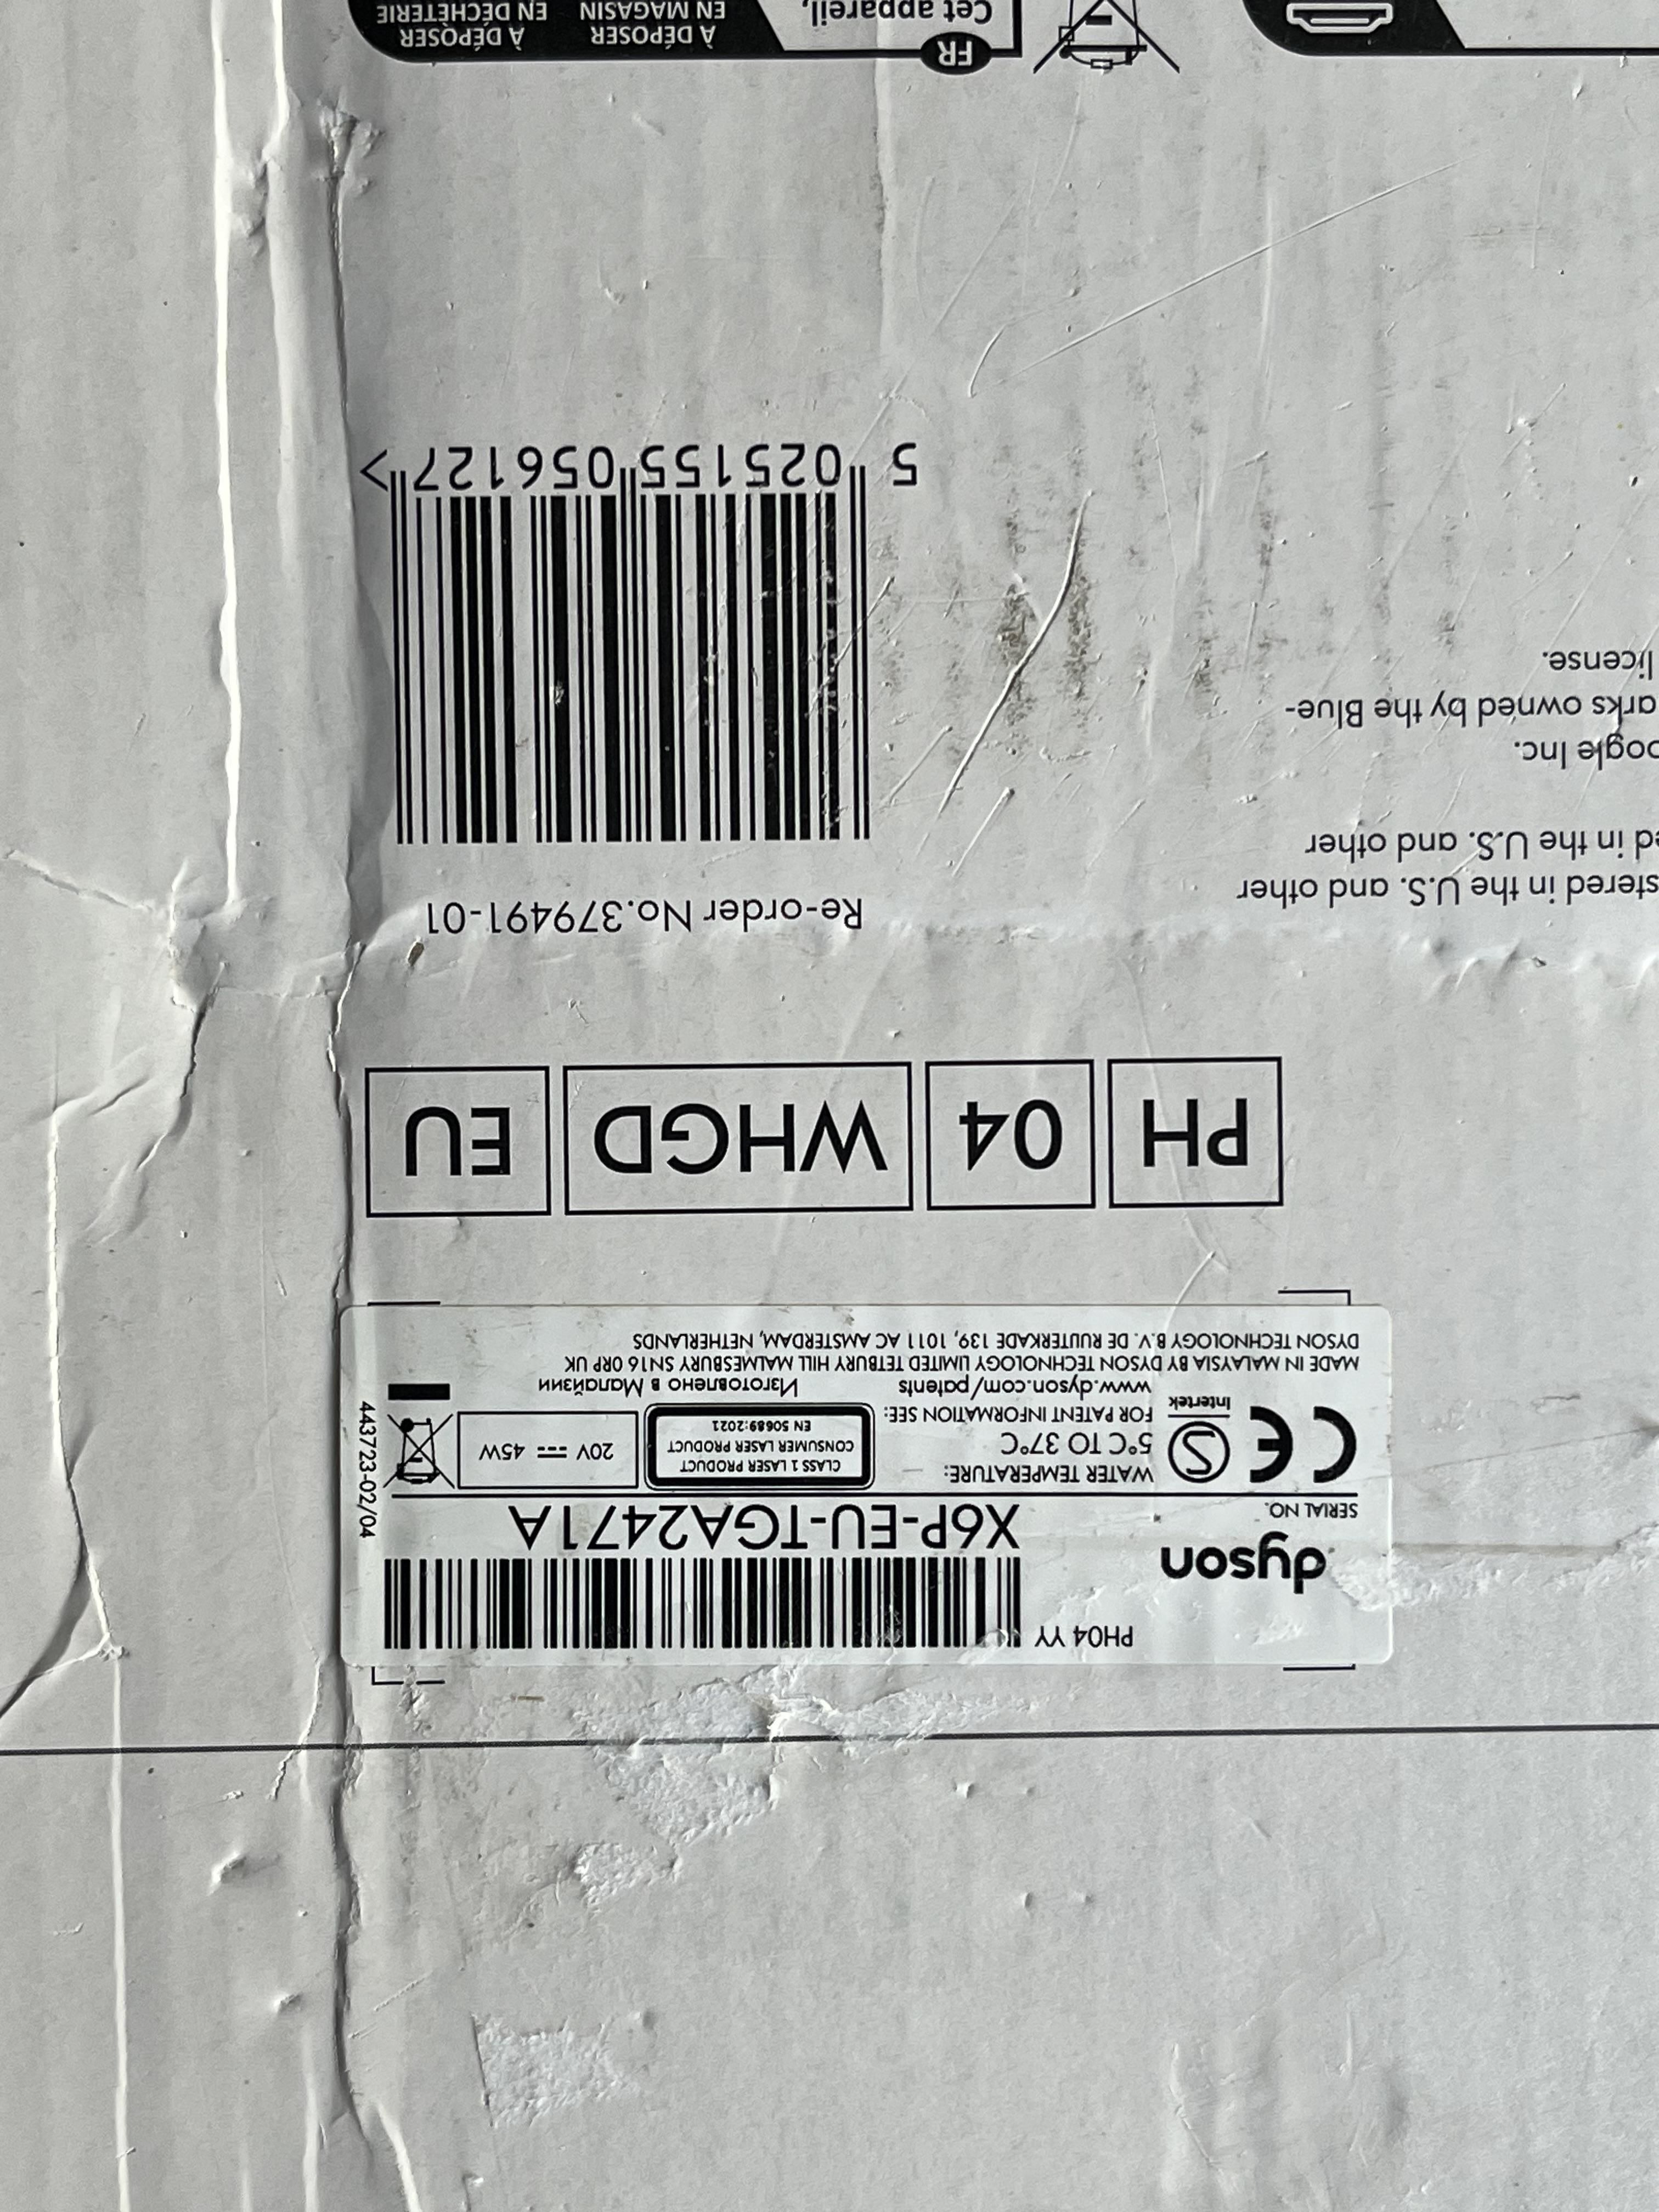 PH04 YY
dyson
SERIAL NO.
X6P-EU-TGA2471A
WATER TEMPERATURE:
5°C TO 37°C
FOR PATENT INFORMATION SEE:
www.dyson.com/patents
Intertek
CLASS 1 LASER PRODUCT
CONSUMER LASER PRODUCT
EN 50689:2021
20V ⎓ 45W
Изготовлено в Малайзии
MADE IN MALAYSIA BY DYSON TECHNOLOGY LIMITED TETBURY HILL MALMESBURY SN16 0RP UK
DYSON TECHNOLOGY B.V. DE RUIJTERKADE 139, 1011 AC AMSTERDAM, NETHERLANDS
443723-02/04
PH 04 WHGD EU
Re-order No.379491-01
5 025155 056127 >
stered in the U.S. and other
ed in the U.S. and other
oogle Inc.
arks owned by the Blue-
license.
FR
Cet appareil,
À DÉPOSER
EN MAGASIN
À DÉPOSER
EN DÉCHÈTERIE